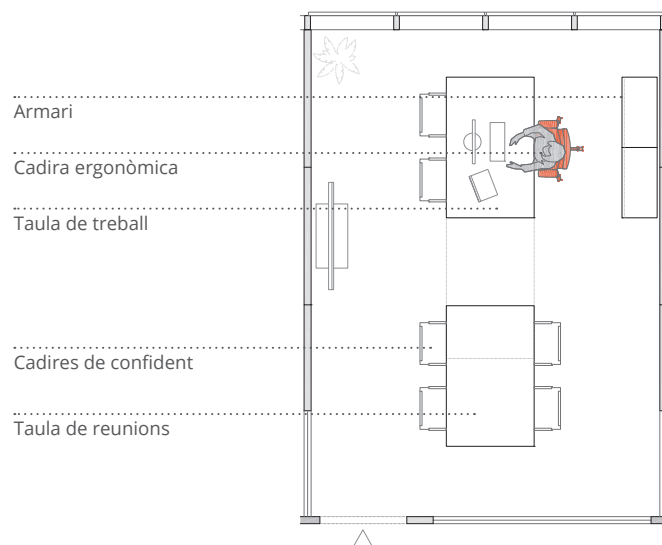 Armari
Cadira ergonòmica
Taula de treball
Cadires de confident
Taula de reunions